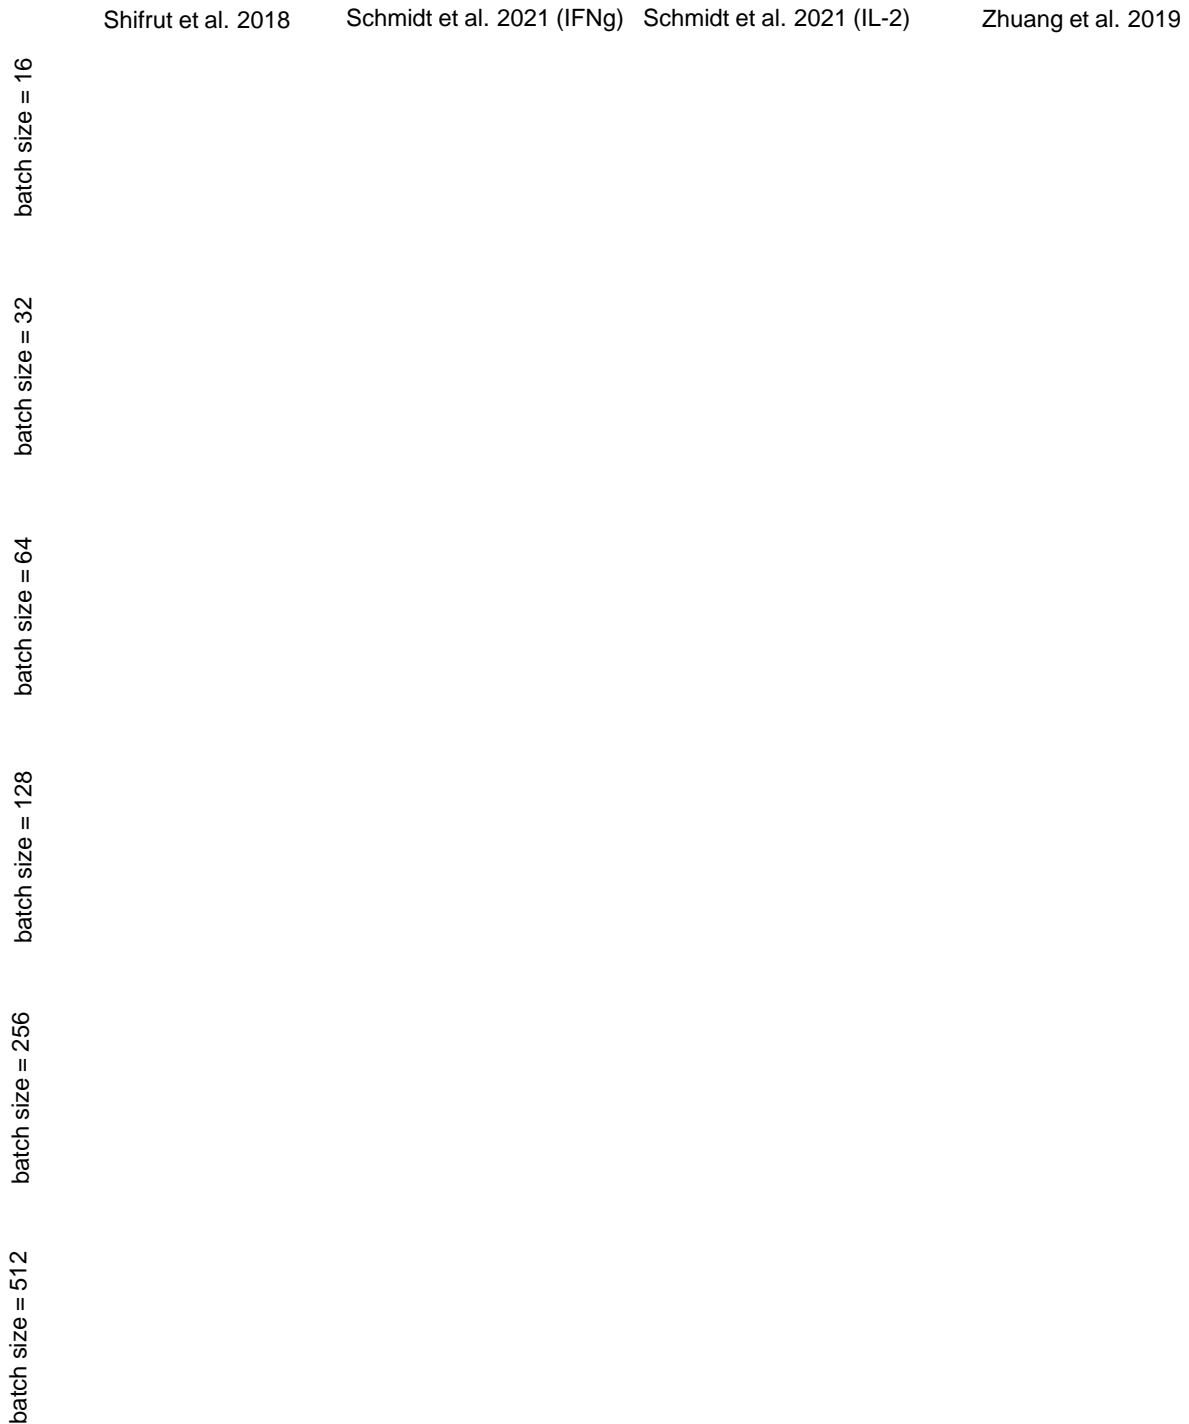 Shifrut et al. 2018
Schmidt et al. 2021 (IFNg)
Schmidt et al. 2021 (IL-2)
Zhuang et al. 2019
batch size = 16
batch size = 32
batch size = 64
batch size = 128
batch size = 256
batch size = 512